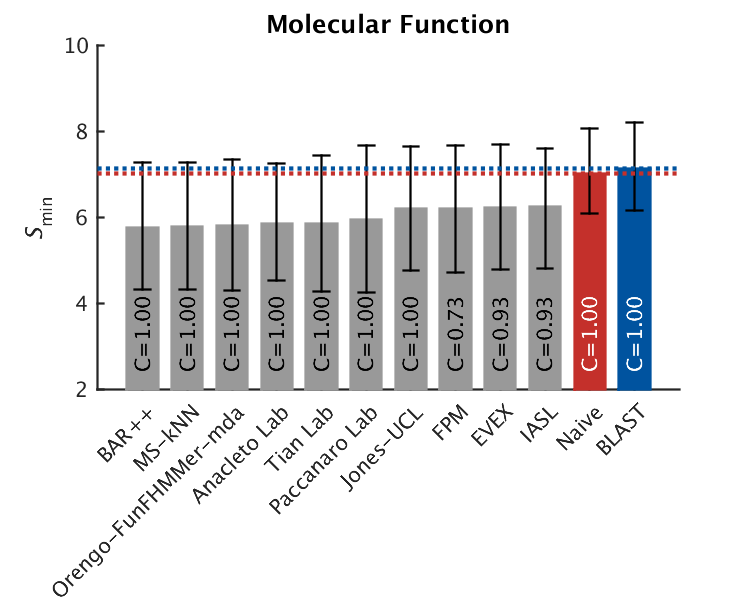 Molecular Function
10
8
6
4
2
Smin
C=1.00
C=1.00
C=1.00
C=1.00
C=1.00
C=1.00
C=1.00
C=0.73
C=0.93
C=0.93
C=1.00
C=1.00
BAR++
MS-kNN
Orengo-FunFHMMer-mda
Anacleto Lab
Tian Lab
Paccanaro Lab
Jones-UCL
FPM
EVEX
IASL
Naive
BLAST